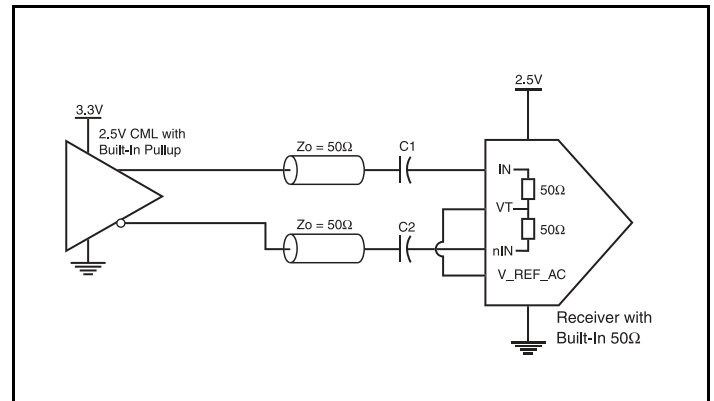 3.3V
2.5V CML with
Built-In Pullup
Zo = 50Ω
C1
2.5V
IN
50Ω
VT
50Ω
Zo = 50Ω
C2
nIN
V_REF_AC
Receiver with
Built-In 50Ω